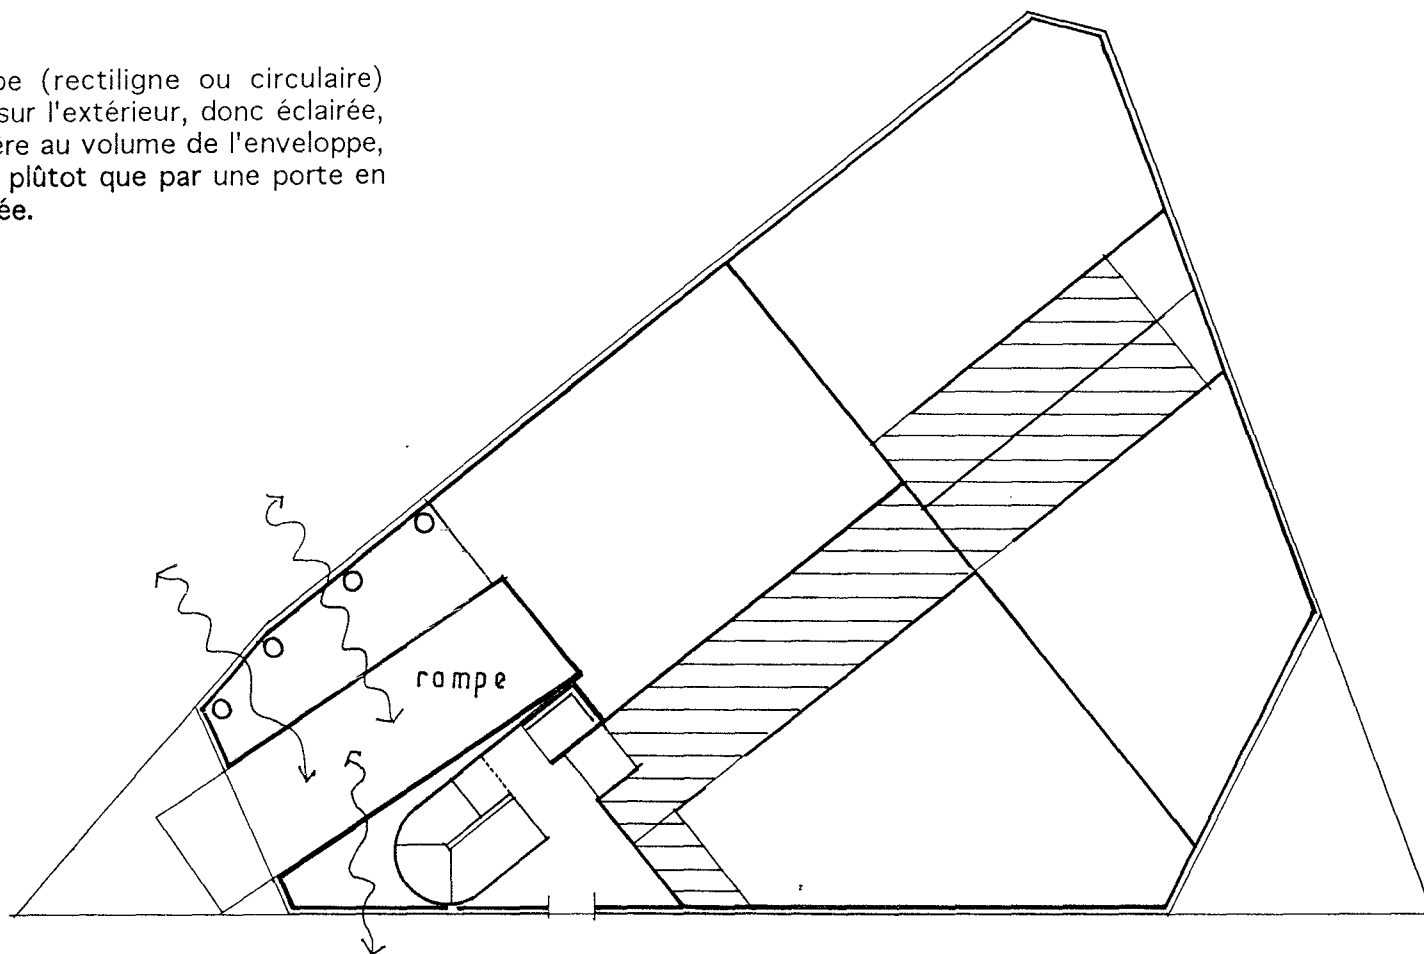 pe (rectiligne ou circulaire)
sur l'extérieur, donc éclairée,
ère au volume de l'enveloppe,
plûtot que par une porte en
ée.
rampe